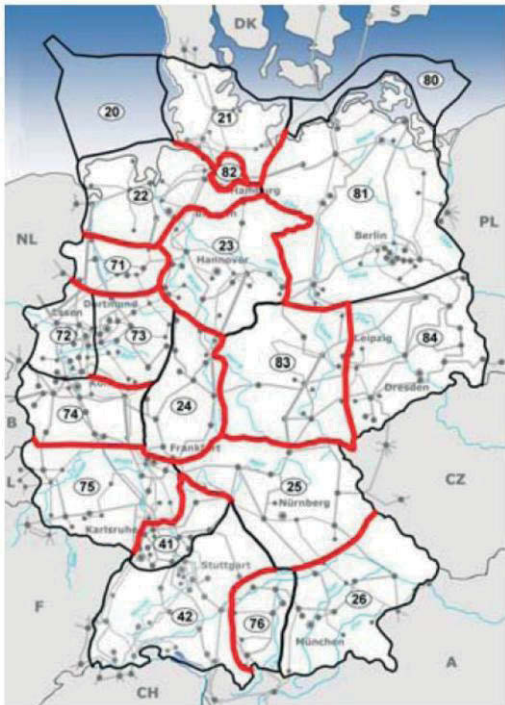 DK
S
20
21
80
82
Hamburg
22
81
NL
23
PL
Berlin
71
Hannover
Dortmund
Essen
72
73
Leipzig
84
83
Dresden
B
74
24
Frankfurt
L
75
25
CZ
Nürnberg
Karlsruhe
41
Stuttgart
F
42
76
26
München
A
CH